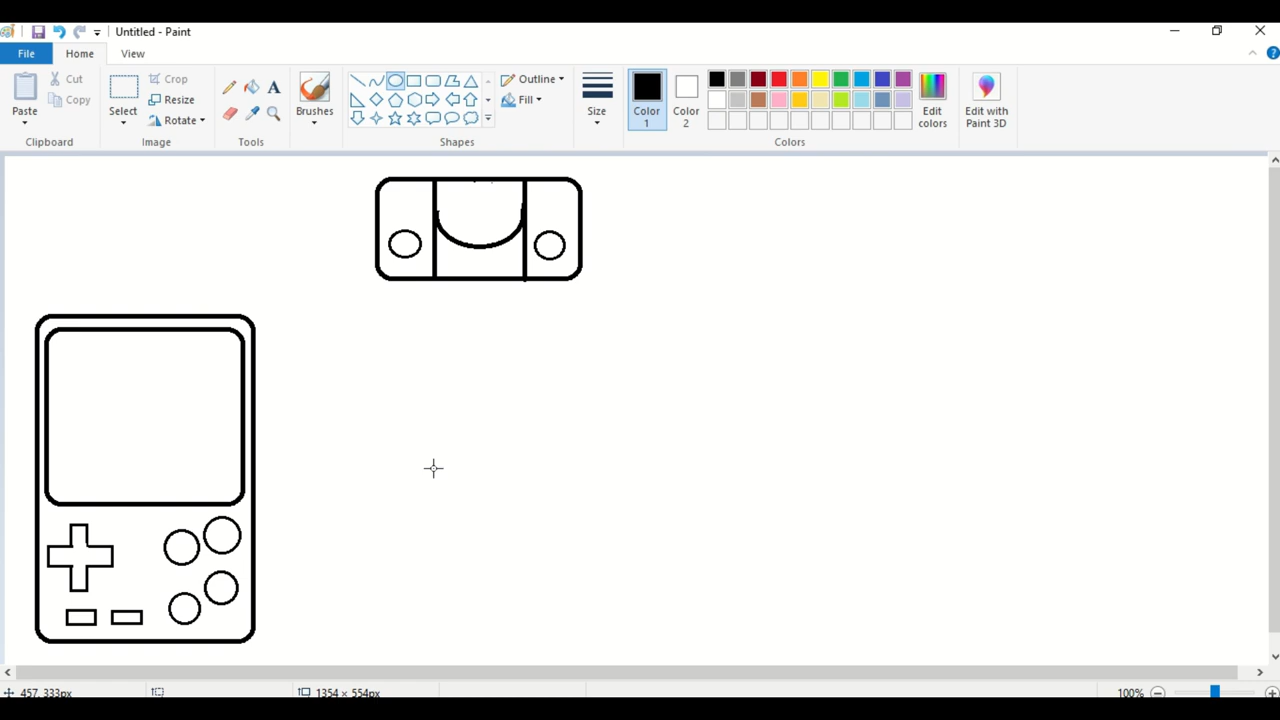 Untitled - Paint
File Home View
Paste
Cut
Copy
Clipboard
Select
Crop
Resize
Rotate
Image
A
Tools
Brushes
Outline
Fill
Shapes
Size
Color 1
Color 2
Edit colors
Colors
Edit with Paint 3D
?
457, 333px
1354 × 554px
100%